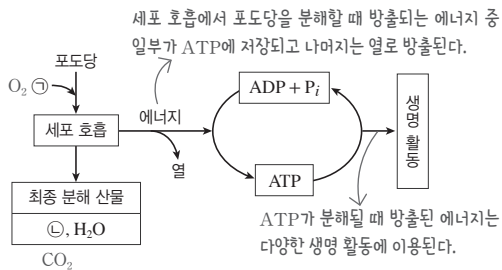 세포 호흡에서 포도당을 분해할 때 방출되는 에너지 중
일부가 ATP에 저장되고 나머지는 열로 방출된다.
포도당
O₂ ㉠
세포 호흡
에너지
열
ADP + Pᵢ
ATP
생명 활동
최종 분해 산물
㉡, H₂O
CO₂
ATP가 분해될 때 방출된 에너지는
다양한 생명 활동에 이용된다.